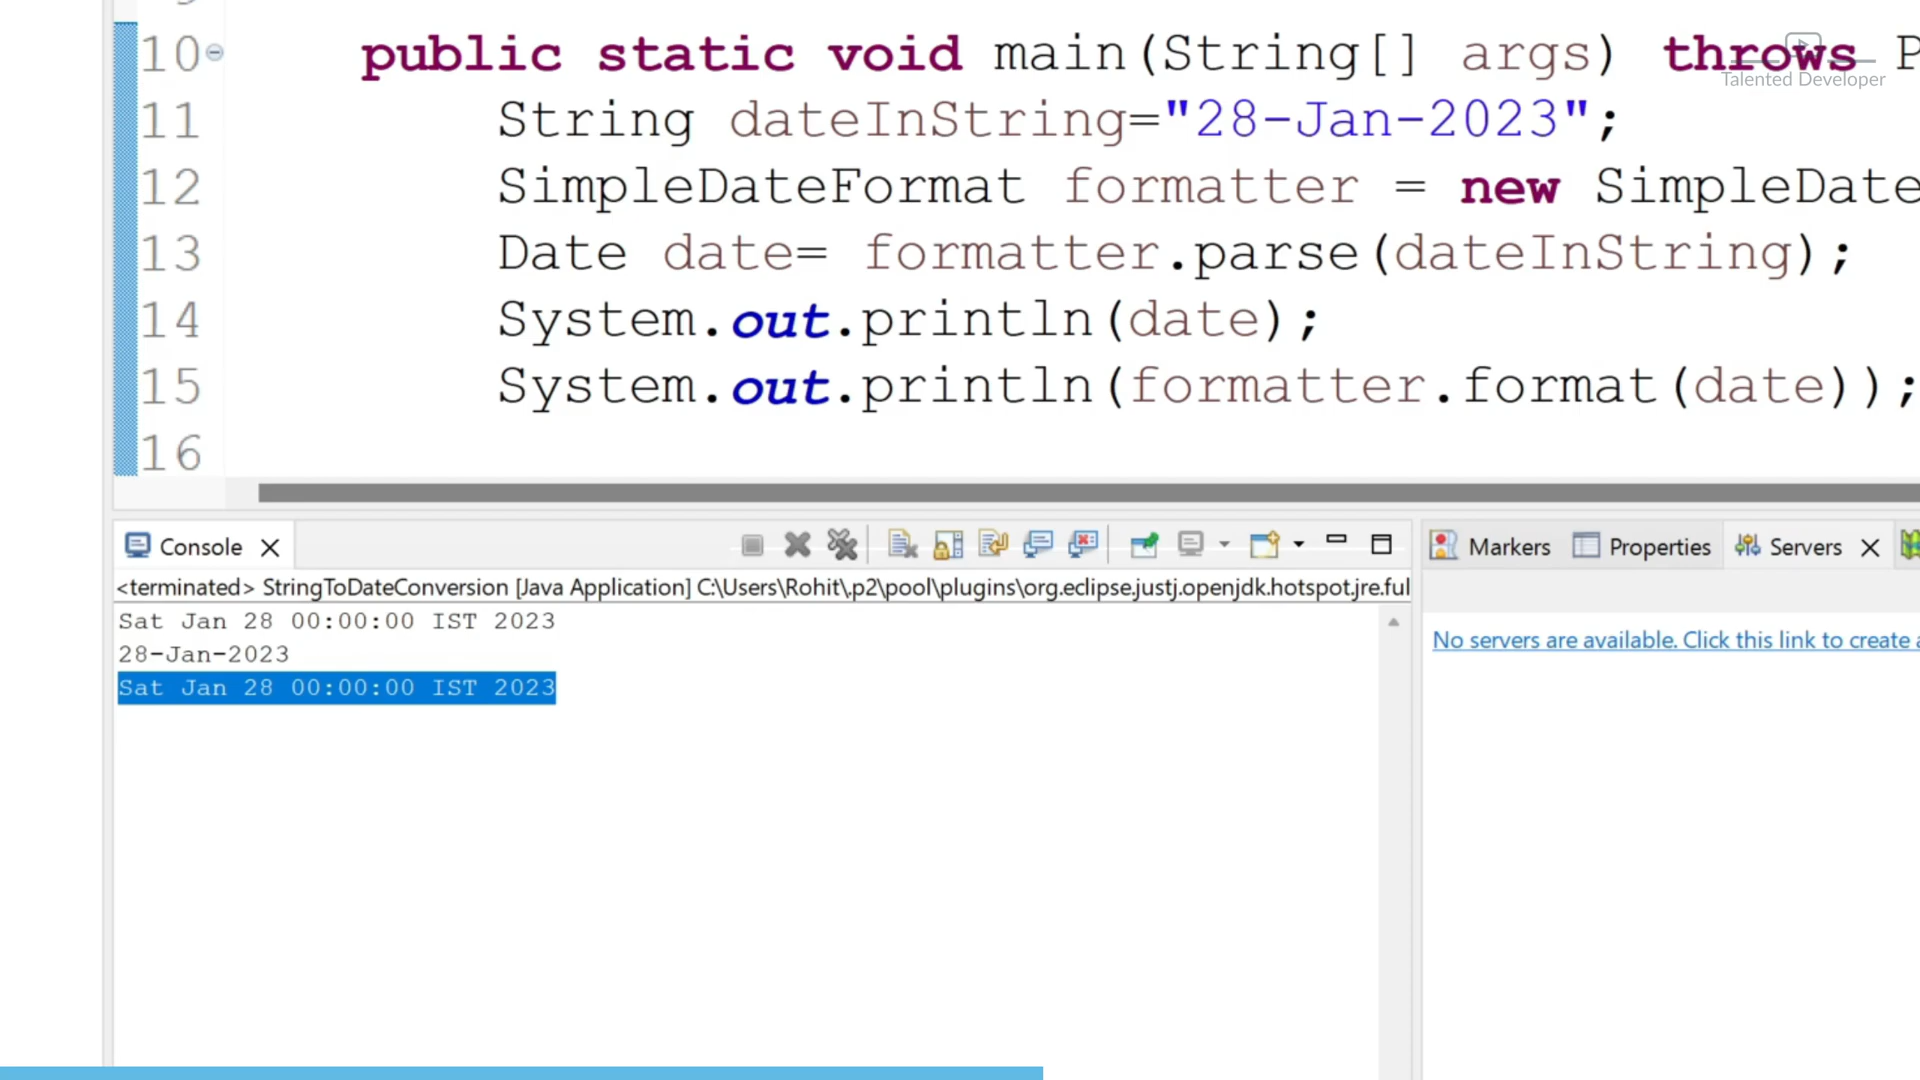 10 public static void main(String[] args) throws P
Talented Developer
11 String dateInString="28-Jan-2023";
12 SimpleDateFormat formatter = new SimpleDate
13 Date date= formatter.parse(dateInString);
14 System.out.println(date);
15 System.out.println(formatter.format(date));
16
Console
Markers Properties Servers
<terminated> StringToDateConversion [Java Application] C:\Users\Rohit\.p2\pool\plugins\org.eclipse.justj.openjdk.hotspot.jre.ful
Sat Jan 28 00:00:00 IST 2023
28-Jan-2023
Sat Jan 28 00:00:00 IST 2023
No servers are available. Click this link to create a